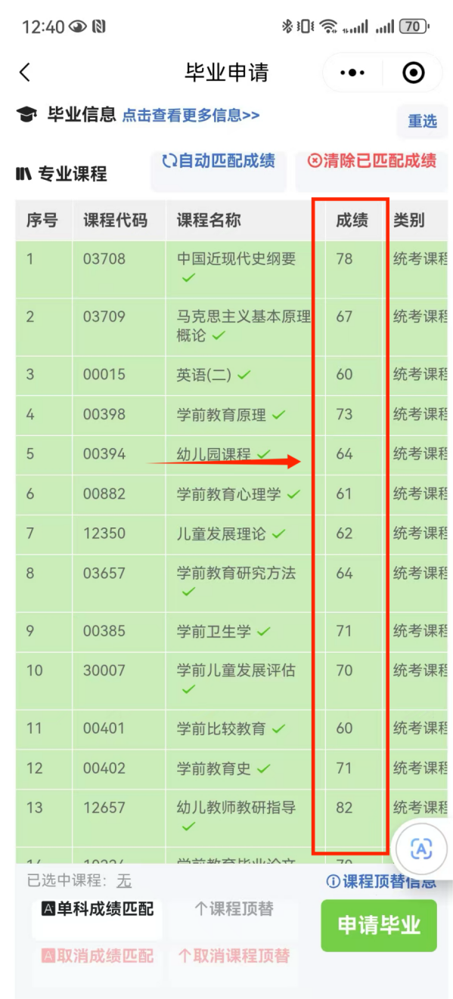 12:40
70
毕业申请
毕业信息 点击查看更多信息>>
重选
专业课程
自动匹配成绩
清除已匹配成绩
序号 课程代码 课程名称 成绩 类别
1 03708 中国近现代史纲要 78 统考课程
2 03709 马克思主义基本原理
概论 67 统考课程
3 00015 英语(二) 60 统考课程
4 00398 学前教育原理 73 统考课程
5 00394 幼儿园课程 64 统考课程
6 00882 学前教育心理学 61 统考课程
7 12350 儿童发展理论 62 统考课程
8 03657 学前教育研究方法 64 统考课程
9 00385 学前卫生学 71 统考课程
10 30007 学前儿童发展评估 70 统考课程
11 00401 学前比较教育 60 统考课程
12 00402 学前教育史 71 统考课程
13 12657 幼儿教师教研指导 82 统考课程
已选中课程: 无
课程顶替信息
A 单科成绩匹配
个课程顶替
申请毕业
A 取消成绩匹配
个取消课程顶替